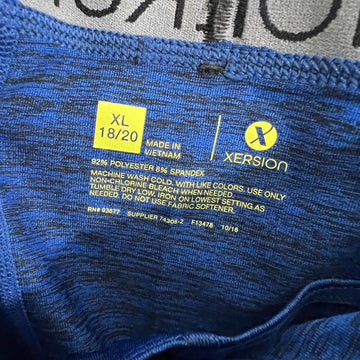 XL
18/20
MADE IN
VIETNAM
X
XERSION
92% POLYESTER 8% SPANDEX
MACHINE WASH COLD. WITH LIKE COLORS. USE ONLY
NON-CHLORINE BLEACH WHEN NEEDED.
TUMBLE DRY LOW. IRON ON LOWEST SETTING AS
NEEDED. DO NOT USE FABRIC SOFTENER.
RN# 93677 SUPPLIER 74306-2 F13478 10/18